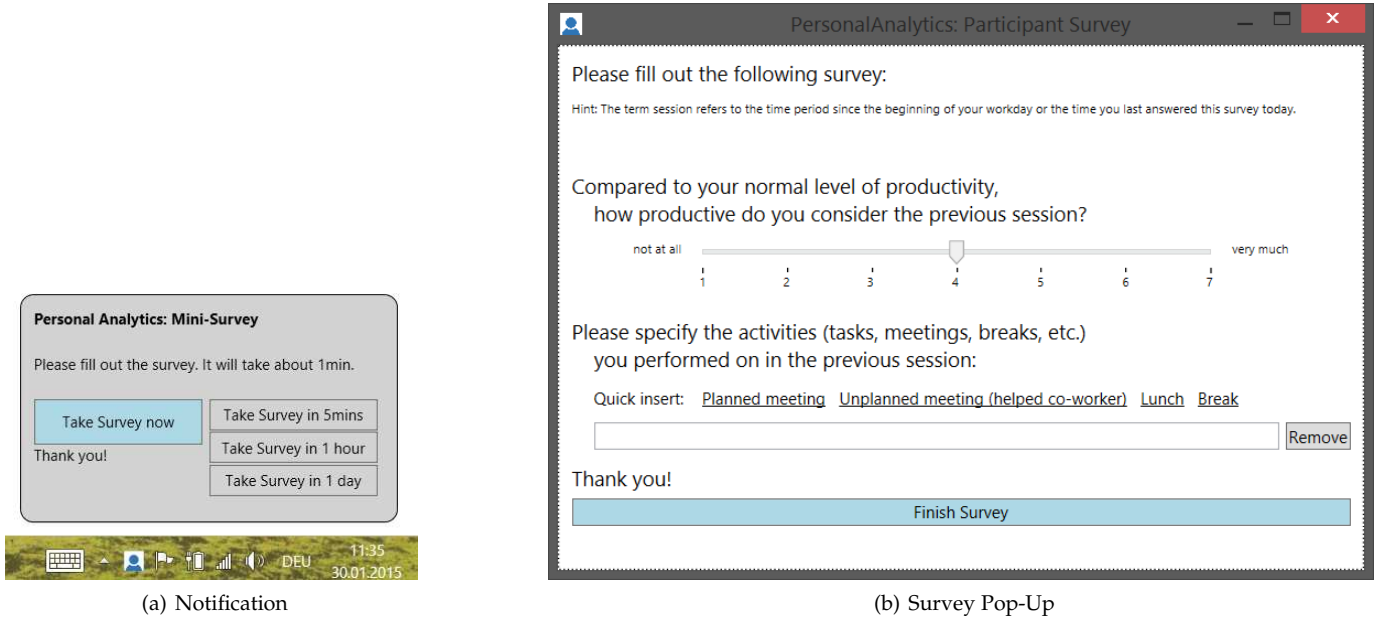 Personal Analytics: Mini-Survey
Please fill out the survey. It will take about 1min.
Take Survey now
Thank you!
Take Survey in 5mins
Take Survey in 1 hour
Take Survey in 1 day
DEU
11:35
30.01.2015
(a) Notification
PersonalAnalytics: Participant Survey
Please fill out the following survey:
Hint: The term session refers to the time period since the beginning of your workday or the time you last answered this survey today.
Compared to your normal level of productivity,
how productive do you consider the previous session?
not at all very much
1 2 3 4 5 6 7
Please specify the activities (tasks, meetings, breaks, etc.)
you performed on in the previous session:
Quick insert: Planned meeting Unplanned meeting (helped co-worker) Lunch Break
Remove
Thank you!
Finish Survey
(b) Survey Pop-Up